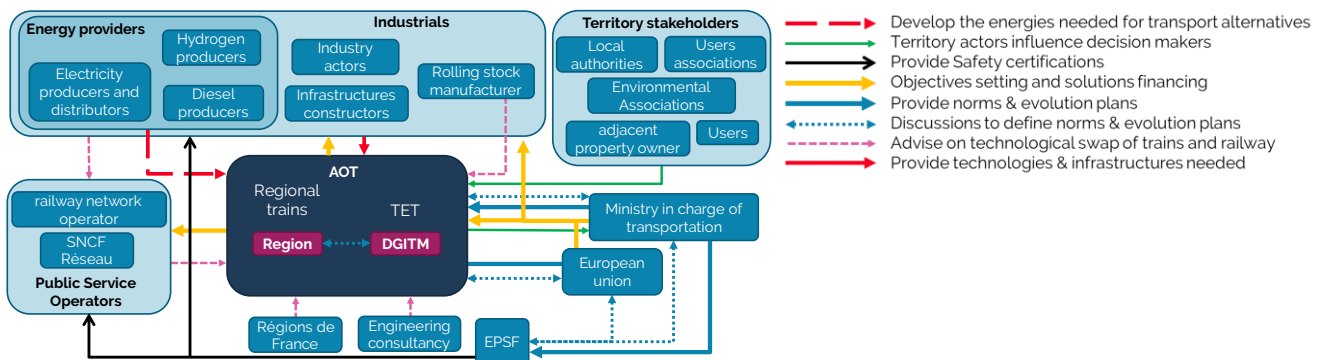 Industrials
Energy providers
Hydrogen
producers
Electricity
producers and
distributors
Diesel
producers
Industry
actors
Infrastructures
constructors
Rolling stock
manufacturer
Territory stakeholders
Local
authorities
Users
associations
Environmental
Associations
adjacent
property owner
Users
Develop the energies needed for transport alternatives
Territory actors influence decision makers
Provide Safety certifications
Objectives setting and solutions financing
Provide norms & evolution plans
Discussions to define norms & evolution plans
Advise on technological swap of trains and railway
Provide technologies & infrastructures needed
railway network
operator
SNCF
Réseau
Public Service
Operators
AOT
Regional
trains
TET
Region
DGITM
Ministry in charge of
transportation
European
union
Régions de
France
Engineering
consultancy
EPSF